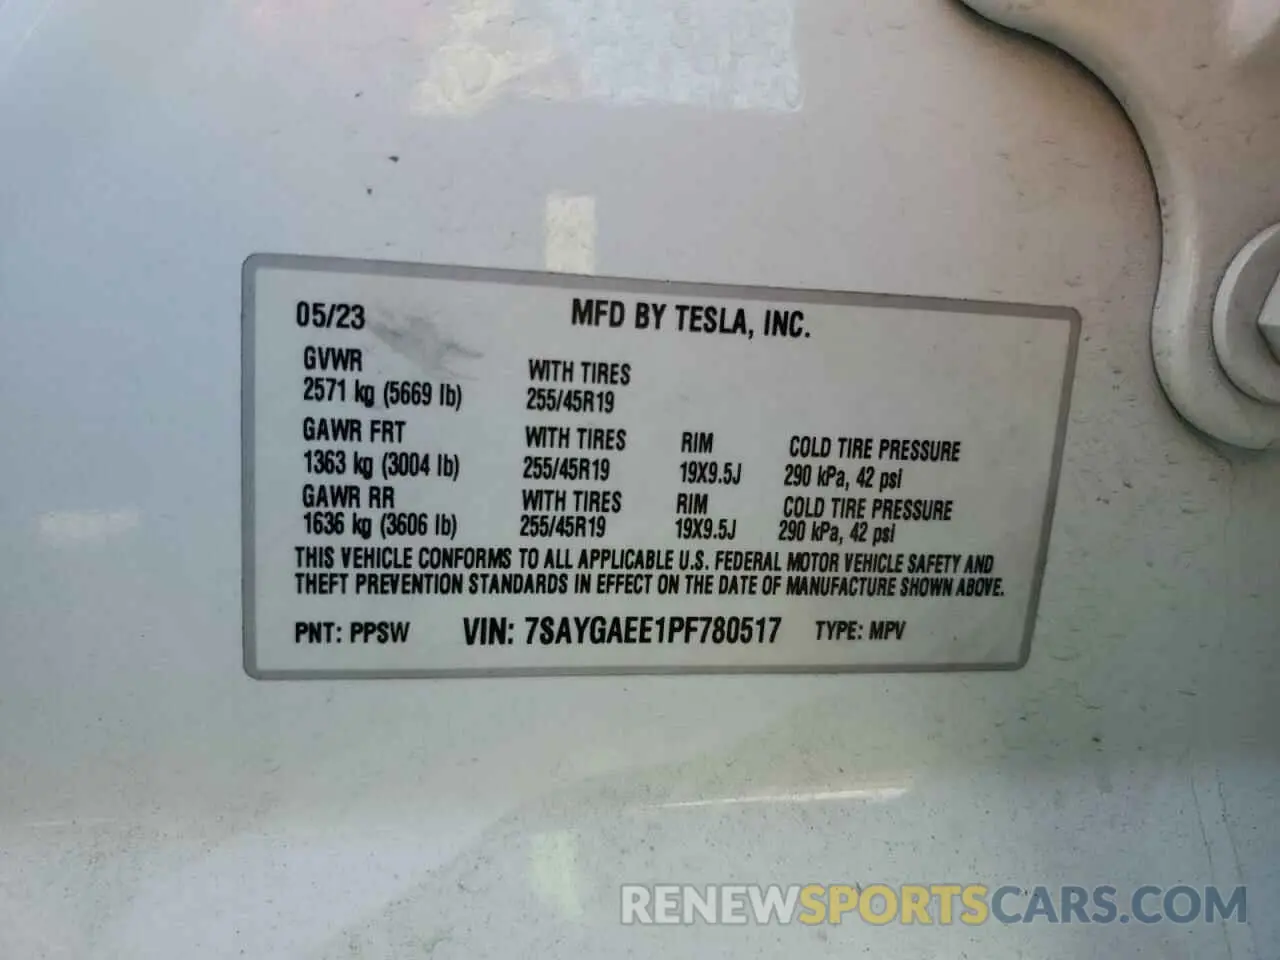 05/23 MFD BY TESLA, INC.
GVWR WITH TIRES
2571 kg (5669 lb) 255/45R19
GAWR FRT WITH TIRES RIM COLD TIRE PRESSURE
1363 kg (3004 lb) 255/45R19 19X9.5J 290 kPa, 42 psi
GAWR RR WITH TIRES RIM COLD TIRE PRESSURE
1636 kg (3606 lb) 255/45R19 19X9.5J 290 kPa, 42 psi
THIS VEHICLE CONFORMS TO ALL APPLICABLE U.S. FEDERAL MOTOR VEHICLE SAFETY AND
THEFT PREVENTION STANDARDS IN EFFECT ON THE DATE OF MANUFACTURE SHOWN ABOVE.
PNT: PPSW VIN: 7SAYGAEE1PF780517 TYPE: MPV
RENEWSPORTSCARS.COM